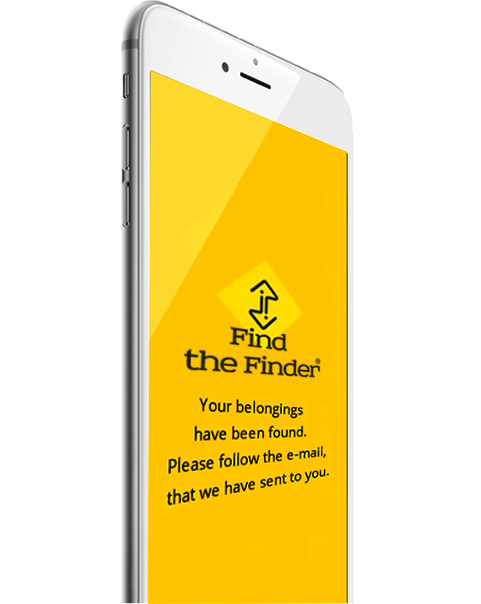 Find
the Finder®
Your belongings
have been found.
Please follow the e-mail,
that we have sent to you.